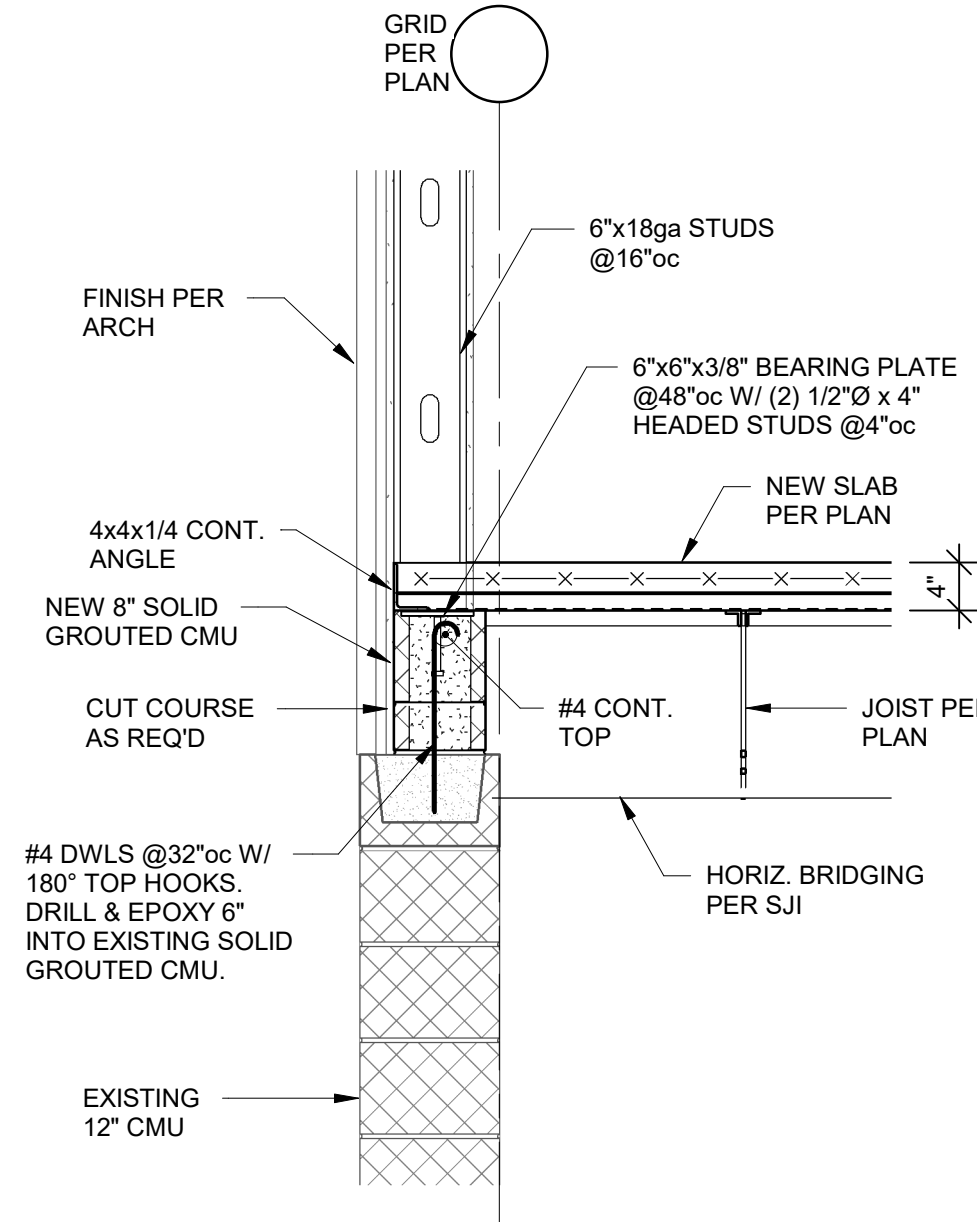 GRID
PER
PLAN
6"x18ga STUDS
@16"oc
FINISH PER
ARCH
6"x6"x3/8" BEARING PLATE
@48"oc W/ (2) 1/2"Ø x 4"
HEADED STUDS @4"oc
NEW SLAB
PER PLAN
4x4x1/4 CONT.
ANGLE
4"
NEW 8" SOLID
GROUTED CMU
CUT COURSE
AS REQ'D
#4 CONT.
TOP
JOIST PE
PLAN
#4 DWLS @32"oc W/
180° TOP HOOKS.
DRILL & EPOXY 6"
INTO EXISTING SOLID
GROUTED CMU.
HORIZ. BRIDGING
PER SJI
EXISTING
12" CMU